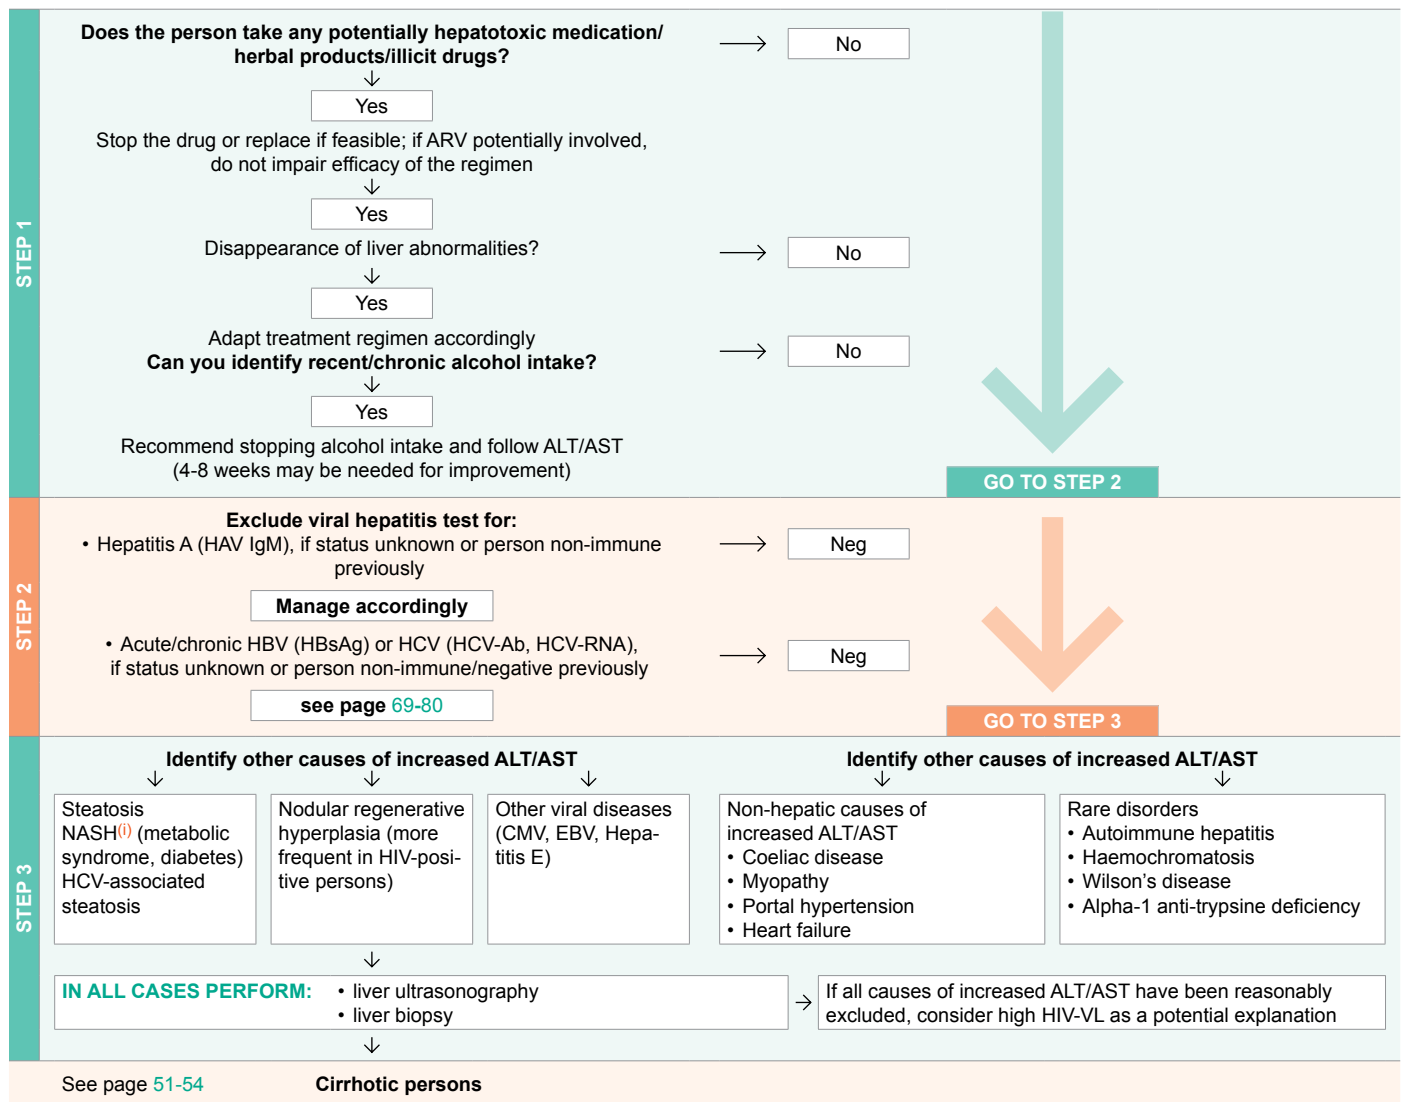 STEP 1
Does the person take any potentially hepatotoxic medication/
herbal products/illicit drugs?
No
Yes
Stop the drug or replace if feasible; if ARV potentially involved,
do not impair efficacy of the regimen
Yes
Disappearance of liver abnormalities?
No
Yes
Adapt treatment regimen accordingly
Can you identify recent/chronic alcohol intake?
No
Yes
Recommend stopping alcohol intake and follow ALT/AST
(4-8 weeks may be needed for improvement)
GO TO STEP 2
STEP 2
Exclude viral hepatitis test for:
• Hepatitis A (HAV IgM), if status unknown or person non-immune
previously
Neg
Manage accordingly
• Acute/chronic HBV (HBsAg) or HCV (HCV-Ab, HCV-RNA),
if status unknown or person non-immune/negative previously
Neg
see page 69-80
GO TO STEP 3
STEP 3
Identify other causes of increased ALT/AST
Steatosis
NASH(i) (metabolic
syndrome, diabetes)
HCV-associated
steatosis
Nodular regenerative
hyperplasia (more
frequent in HIV-posi-
tive persons)
Other viral diseases
(CMV, EBV, Hepa-
titis E)
Identify other causes of increased ALT/AST
Non-hepatic causes of
increased ALT/AST
• Coeliac disease
• Myopathy
• Portal hypertension
• Heart failure
Rare disorders
• Autoimmune hepatitis
• Haemochromatosis
• Wilson's disease
• Alpha-1 anti-trypsine deficiency
IN ALL CASES PERFORM:
• liver ultrasonography
• liver biopsy
If all causes of increased ALT/AST have been reasonably
excluded, consider high HIV-VL as a potential explanation
See page 51-54
Cirrhotic persons